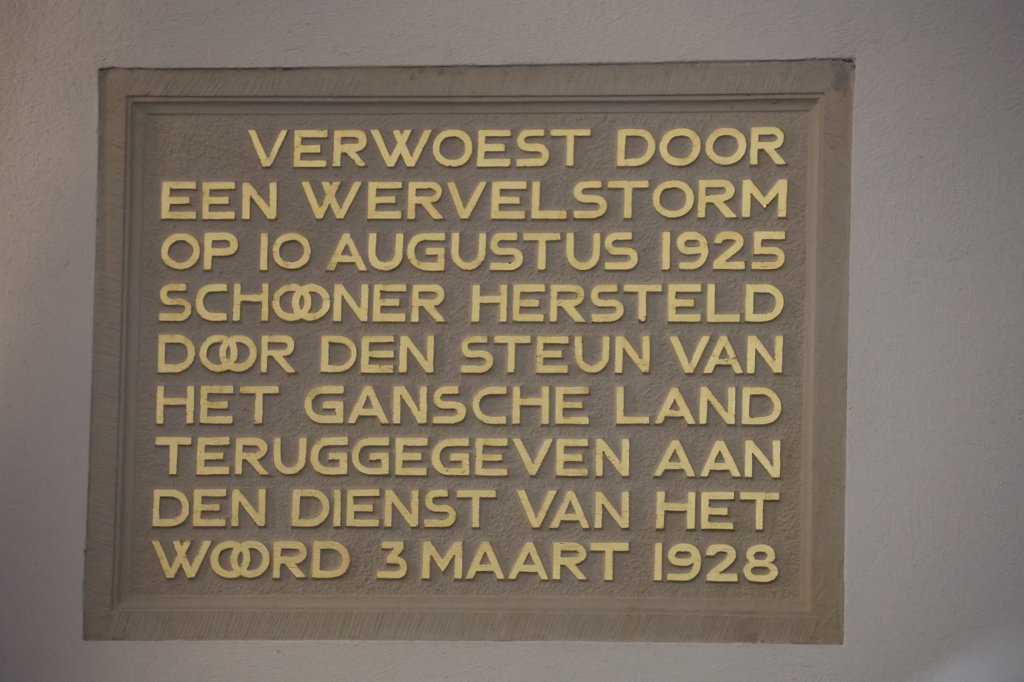 VERWOEST DOOR
EEN WERVELSTORM
OP 10 AUGUSTUS 1925
SCHOONER HERSTELD
DOOR DEN STEUN VAN
HET GANSCHE LAND
TERUGGEGEVEN AAN
DEN DIENST VAN HET
WOORD 3 MAART 1928